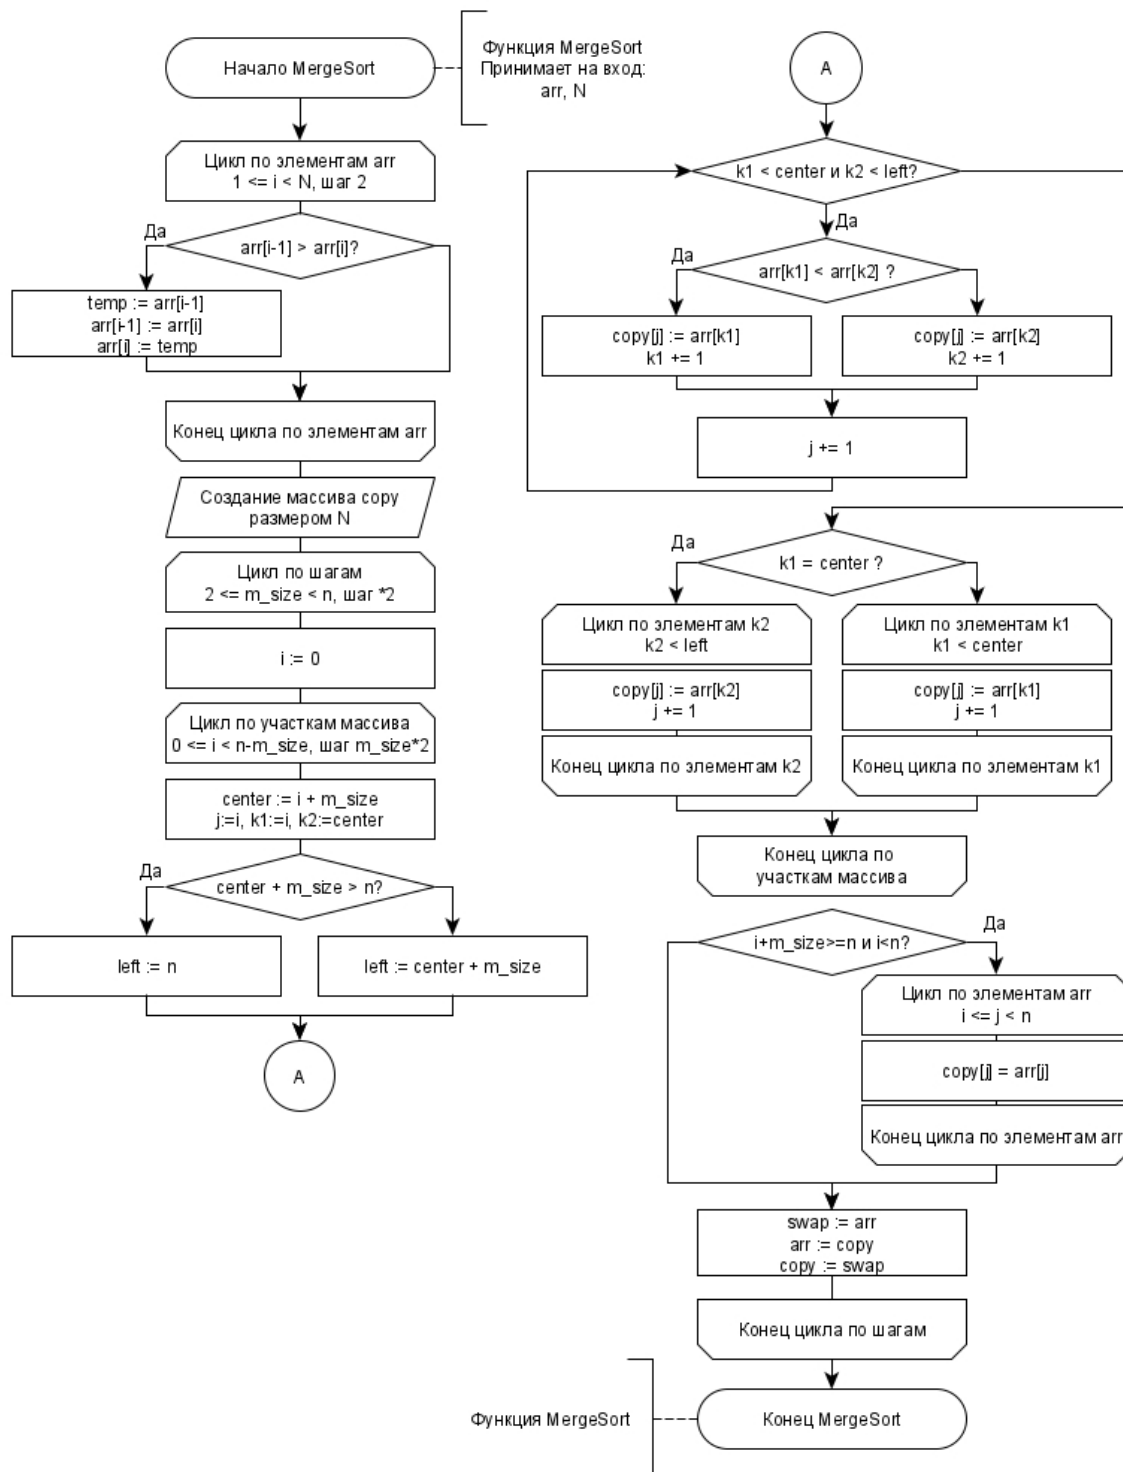 Начало MergeSort
Функция MergeSort
Принимает на вход:
arr, N
Цикл по элементам arr
1 <= i < N, шаг 2
Да
arr[i-1] > arr[i]?
temp := arr[i-1]
arr[i-1] := arr[i]
arr[i] := temp
Конец цикла по элементам arr
Создание массива copy
размером N
Цикл по шагам
2 <= m_size < n, шаг *2
i := 0
Цикл по участкам массива
0 <= i < n-m_size, шаг m_size*2
center := i + m_size
j:=i, k1:=i, k2:=center
Да
center + m_size > n?
left := n
left := center + m_size
A
A
k1 < center и k2 < left?
Да
Да
arr[k1] < arr[k2] ?
copy[j] := arr[k1]
k1 += 1
copy[j] := arr[k2]
k2 += 1
j += 1
Да
k1 = center ?
Цикл по элементам k2
k2 < left
copy[j] := arr[k2]
j += 1
Конец цикла по элементам k2
Цикл по элементам k1
k1 < center
copy[j] := arr[k1]
j += 1
Конец цикла по элементам k1
Конец цикла по
участкам массива
i+m_size>=n и i<n?
Да
Цикл по элементам arr
i <= j < n
copy[j] = arr[j]
Конец цикла по элементам arr
swap := arr
arr := copy
copy := swap
Конец цикла по шагам
Функция MergeSort
Конец MergeSort